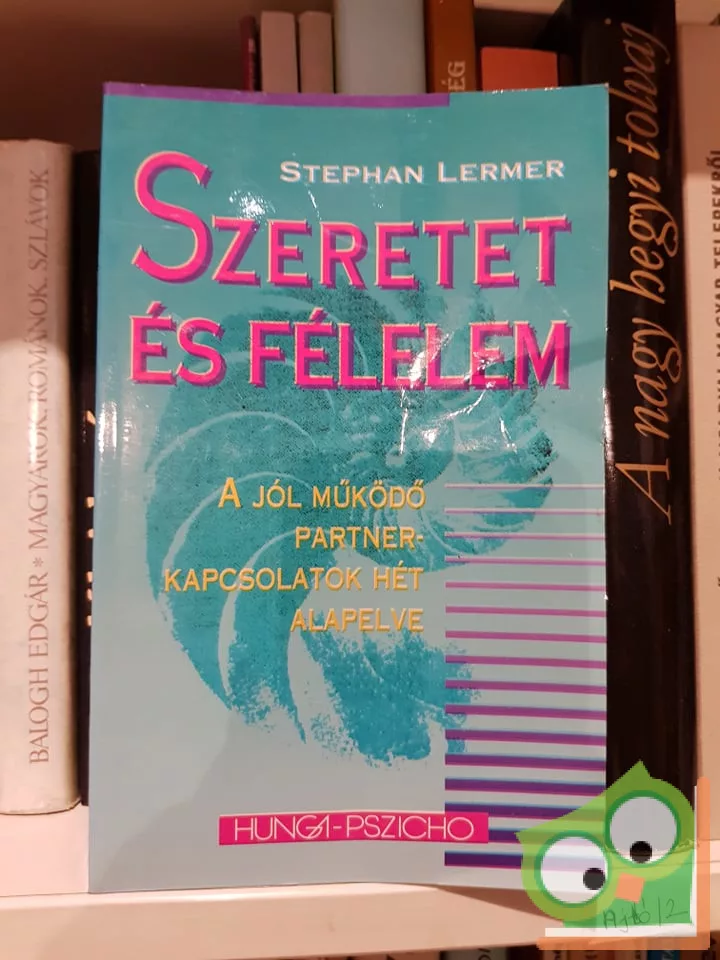 STEPHAN LERMER
SZERETET
ÉS FÉLELEM
A JÓL MŰKÖDŐ
PARTNER-
KAPCSOLATOK HÉT
ALAPELVE
HUNGA-PSZICHO
BALOGH EDGÁR * MAGYAROK, ROMÁNOK, SZLÁVOK
A nagy hegyi tolvaj